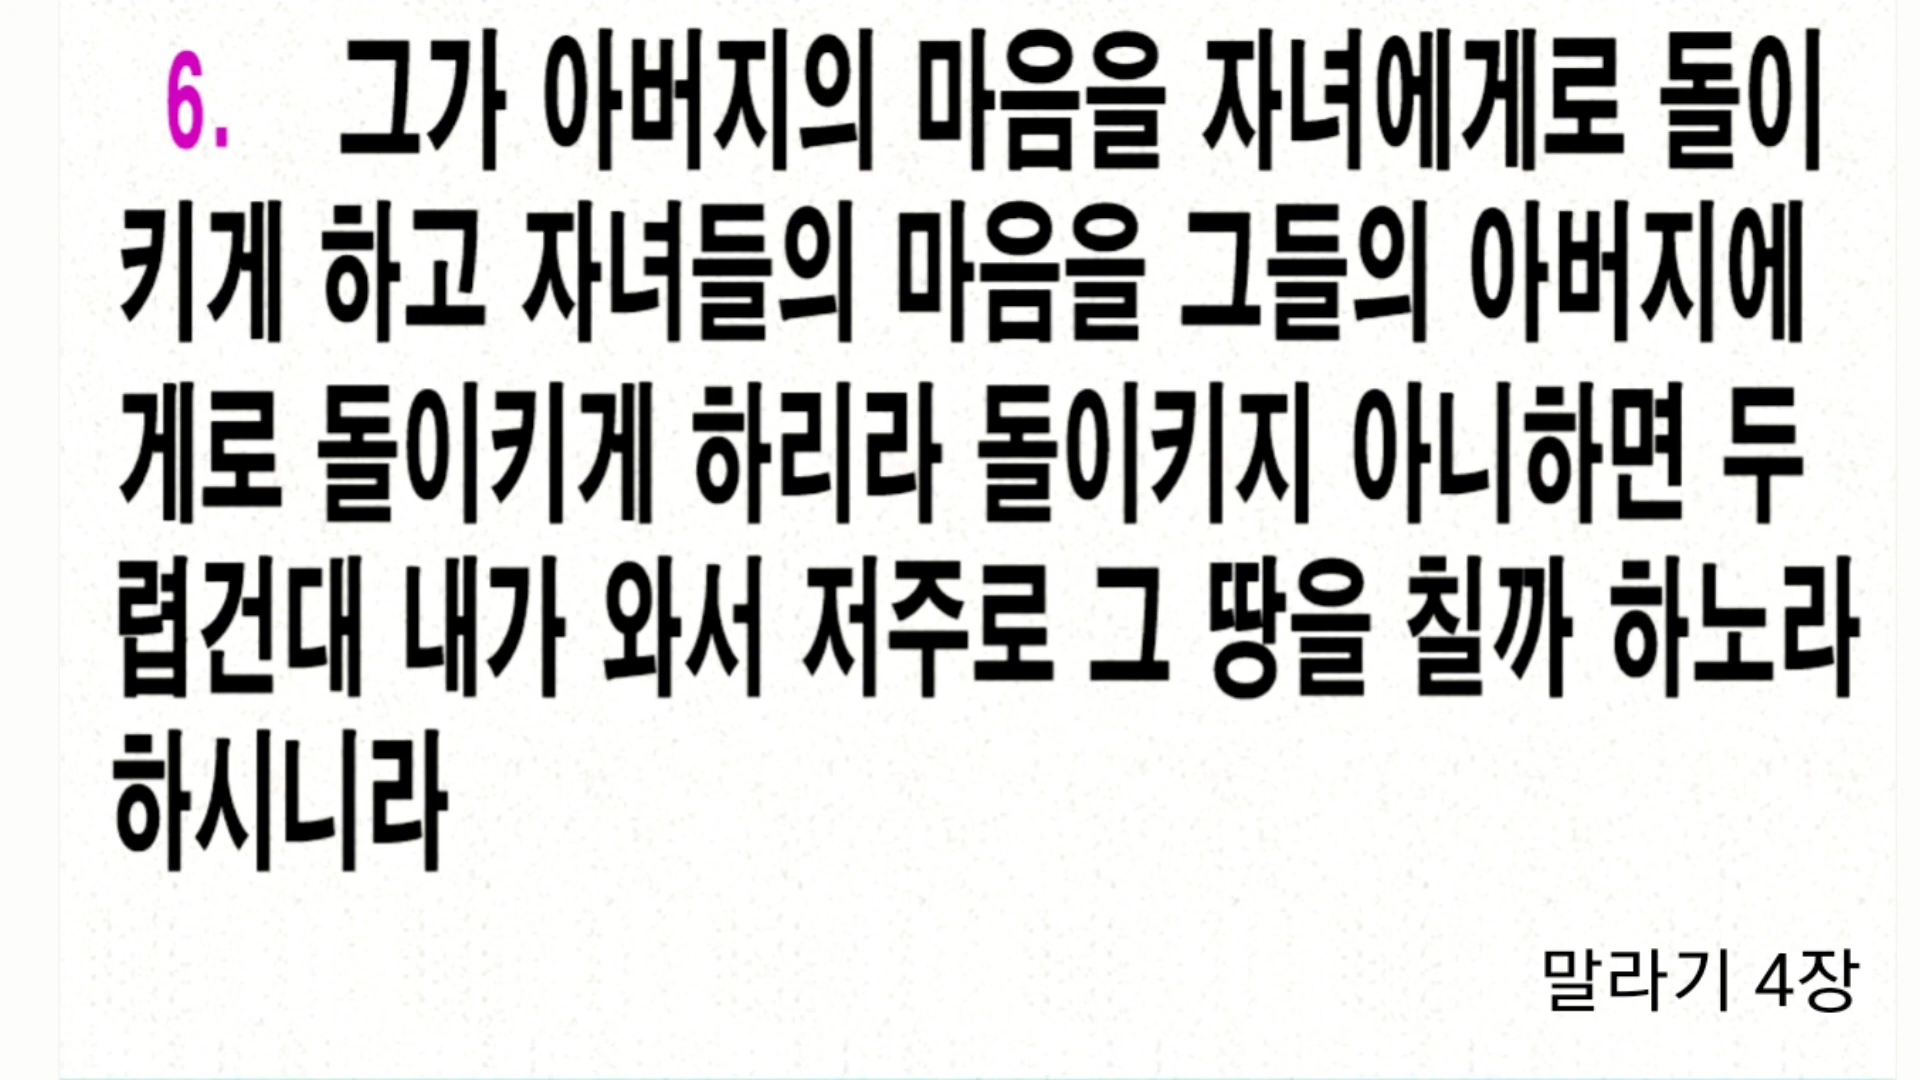 6. 그가 아버지의 마음을 자녀에게로 돌이
키게 하고 자녀들의 마음을 그들의 아버지에
게로 돌이키게 하리라 돌이키지 아니하면 두
렵건대 내가 와서 저주로 그 땅을 칠까 하노라
하시니라
말라기 4장